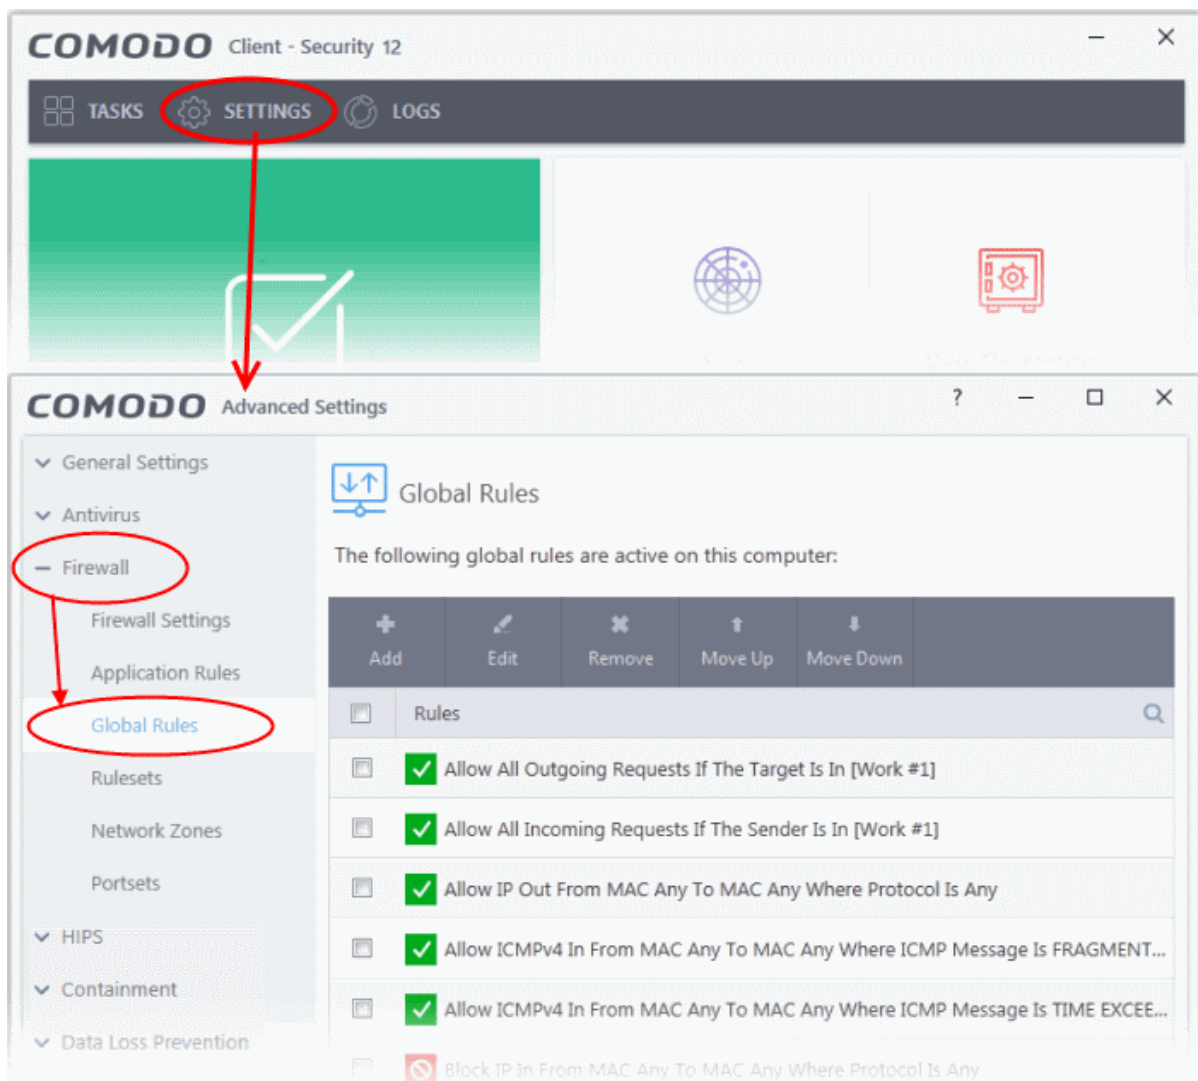 COMODO Client - Security 12
TASKS SETTINGS LOGS
Scan View Quarantine
COMODO Advanced Settings ?
General Settings
Antivirus
Firewall
Firewall Settings
Application Rules
Global Rules
Rulesets
Network Zones
Portsets
HIPS
Containment
Data Loss Prevention
Global Rules
The following global rules are active on this computer:
Add Edit Remove Move Up Move Down
Rules
Allow All Outgoing Requests If The Target Is In [Work #1]
Allow All Incoming Requests If The Sender Is In [Work #1]
Allow IP Out From MAC Any To MAC Any Where Protocol Is Any
Allow ICMPv4 In From MAC Any To MAC Any Where ICMP Message Is FRAGMENT...
Allow ICMPv4 In From MAC Any To MAC Any Where ICMP Message Is TIME EXCEE...
Block IP In From MAC Any To MAC Any Where Protocol Is Any